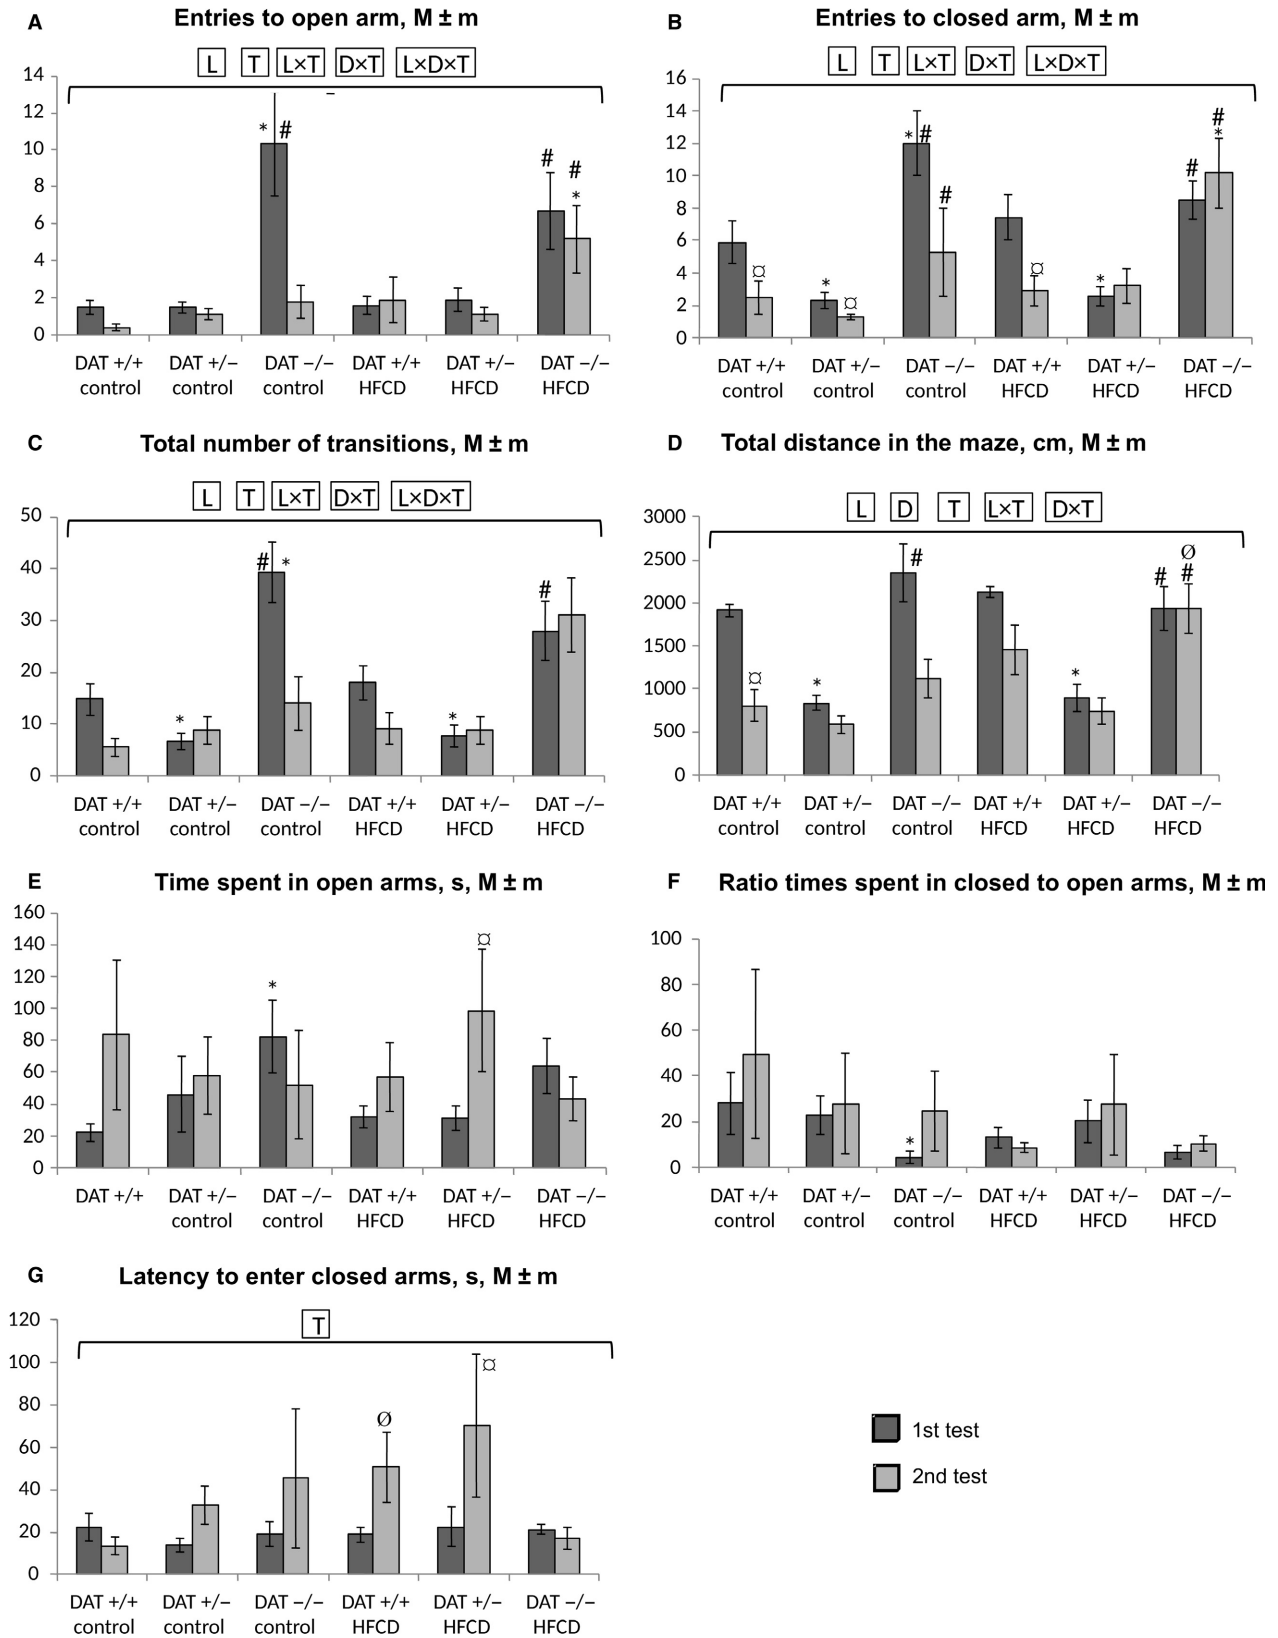 A Entries to open arm, M ± m
L T L×T D×T L×D×T
14
12
10
8
6
4
2
0
* # # # *
DAT +/+ DAT +/− DAT −/− DAT +/+ DAT +/− DAT −/−
control control control HFCD HFCD HFCD
B Entries to closed arm, M ± m
L T L×T D×T L×D×T
16
14
12
10
8
6
4
2
0
¤ * ¤ * # # ¤ * # # *
DAT +/+ DAT +/− DAT −/− DAT +/+ DAT +/− DAT −/−
control control control HFCD HFCD HFCD
C Total number of transitions, M ± m
L T L×T D×T L×D×T
50
40
30
20
10
0
* # * * #
DAT +/+ DAT +/− DAT −/− DAT +/+ DAT +/− DAT −/−
control control control HFCD HFCD HFCD
D Total distance in the maze, cm, M ± m
L D T L×T D×T
3000
2500
2000
1500
1000
500
0
¤ * # * # Ø #
DAT +/+ DAT +/− DAT −/− DAT +/+ DAT +/− DAT −/−
control control control HFCD HFCD HFCD
E Time spent in open arms, s, M ± m
160
140
120
100
80
60
40
20
0
* ¤
DAT +/+ DAT +/− DAT −/− DAT +/+ DAT +/− DAT −/−
control control HFCD HFCD HFCD
F Ratio times spent in closed to open arms, M ± m
100
80
60
40
20
0
*
DAT +/+ DAT +/− DAT −/− DAT +/+ DAT +/− DAT −/−
control control control HFCD HFCD HFCD
G Latency to enter closed arms, s, M ± m
T
120
100
80
60
40
20
0
Ø ¤
DAT +/+ DAT +/− DAT −/− DAT +/+ DAT +/− DAT −/−
control control control HFCD HFCD HFCD
1st test
2nd test